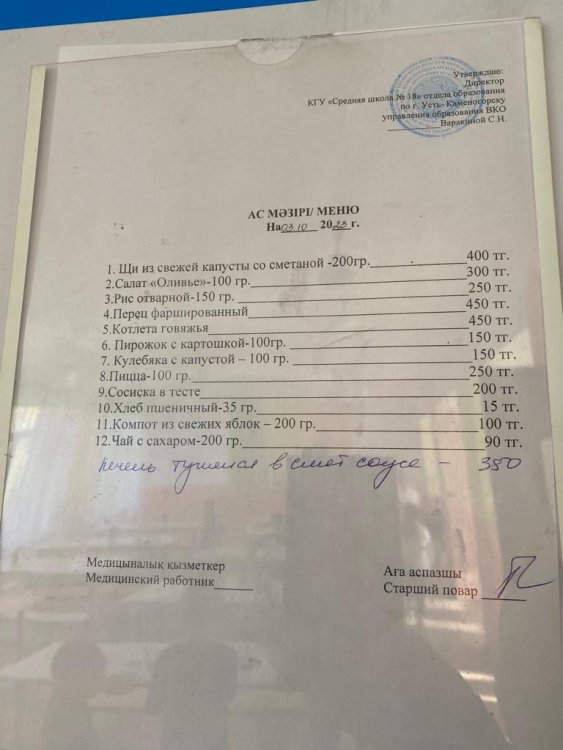 Утверждаю:
Директор
КГУ «Средняя школа № 18» отдела образования
по г. Усть- Каменогорску
управления образования ВКО
________ Варакиной С.Н.
АС МӘЗІРІ/ МЕНЮ
На 03.10 2025 г.
1. Щи из свежей капусты со сметаной -200гр. 400 тг.
2.Салат «Оливье»-100 гр. 300 тг.
3.Рис отварной-150 гр. 250 тг.
4.Перец фаршированный 450 тг.
5.Котлета говяжья 450 тг.
6. Пирожок с картошкой-100гр. 150 тг.
7. Кулебяка с капустой – 100 гр. 150 тг.
8.Пицца-100 гр. 250 тг.
9.Сосиска в тесте 200 тг.
10.Хлеб пшеничный-35 гр. 15 тг.
11.Компот из свежих яблок – 200 гр. 100 тг.
12.Чай с сахаром-200 гр. 90 тг.
печень тушеная в смет соусе – 380
Медициналық қызметкер
Медицинский работник______
Аға аспазшы
Старший повар ______